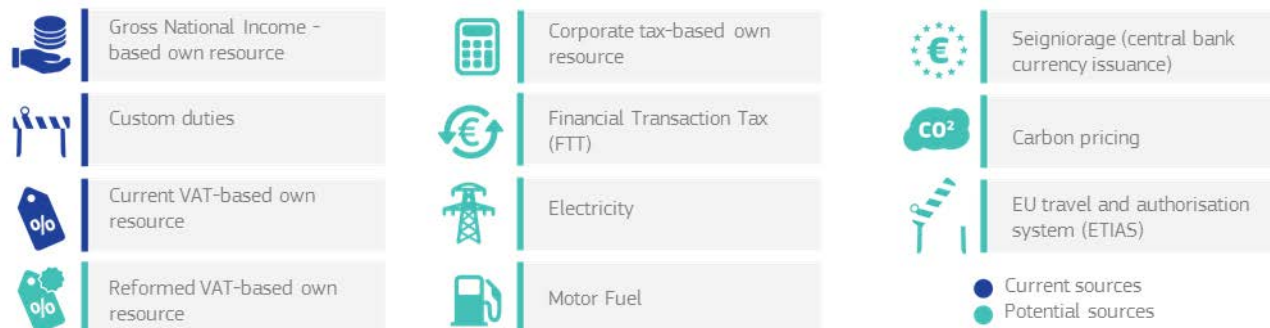 Gross National Income -
based own resource
Custom duties
%
Current VAT-based own
resource
%
Reformed VAT-based own
resource
Corporate tax-based own
resource
€
Financial Transaction Tax
(FTT)
Electricity
Motor Fuel
€
Seigniorage (central bank
currency issuance)
CO²
Carbon pricing
EU travel and authorisation
system (ETIAS)
Current sources
Potential sources